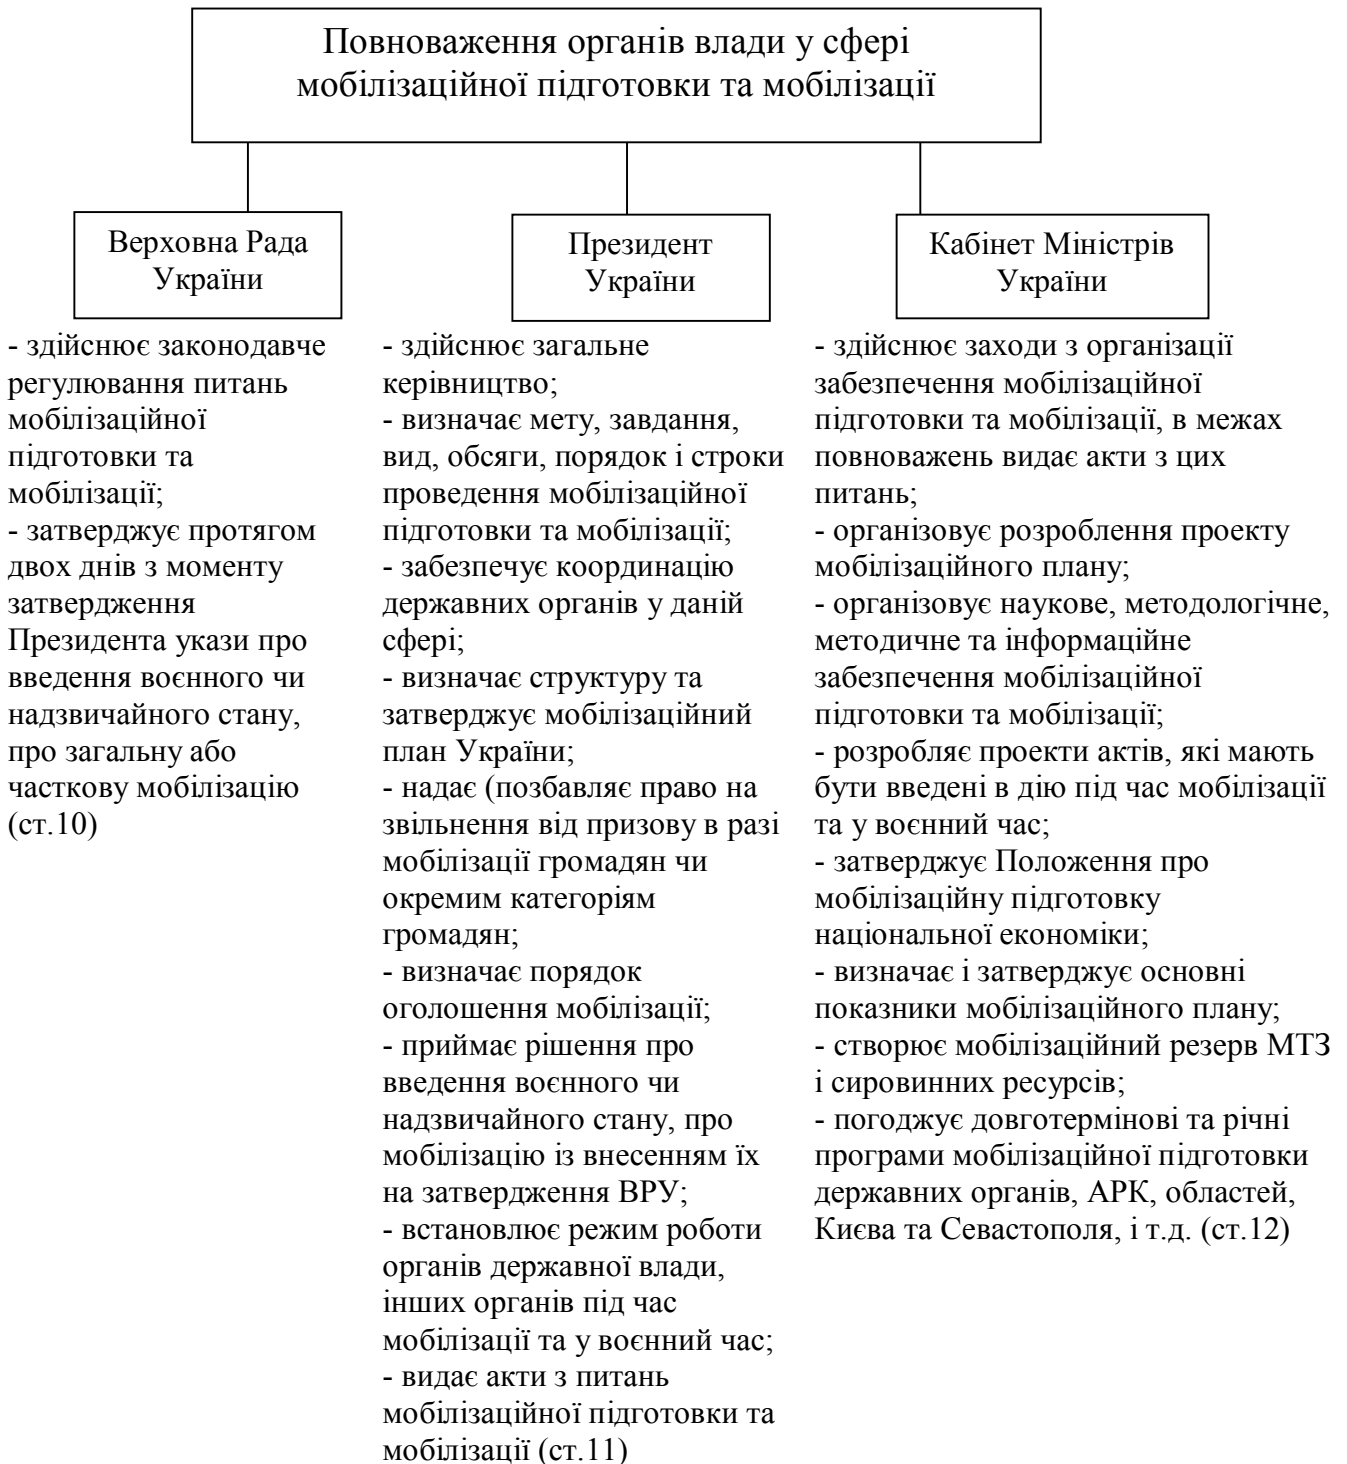 Повноваження органів влади у сфері
мобілізаційної підготовки та мобілізації
Верховна Рада
України
- здійснює законодавче
регулювання питань
мобілізаційної
підготовки та
мобілізації;
- затверджує протягом
двох днів з моменту
затвердження
Президента укази про
введення воєнного чи
надзвичайного стану,
про загальну або
часткову мобілізацію
(ст.10)
Президент
України
- здійснює загальне
керівництво;
- визначає мету, завдання,
вид, обсяги, порядок і строки
проведення мобілізаційної
підготовки та мобілізації;
- забезпечує координацію
державних органів у даній
сфері;
- визначає структуру та
затверджує мобілізаційний
план України;
- надає (позбавляє право на
звільнення від призову в разі
мобілізації громадян чи
окремим категоріям
громадян;
- визначає порядок
оголошення мобілізації;
- приймає рішення про
введення воєнного чи
надзвичайного стану, про
мобілізацію із внесенням їх
на затвердження ВРУ;
- встановлює режим роботи
органів державної влади,
інших органів під час
мобілізації та у воєнний час;
- видає акти з питань
мобілізаційної підготовки та
мобілізації (ст.11)
Кабінет Міністрів
України
- здійснює заходи з організації
забезпечення мобілізаційної
підготовки та мобілізації, в межах
повноважень видає акти з цих
питань;
- організовує розроблення проекту
мобілізаційного плану;
- організовує наукове, методологічне,
методичне та інформаційне
забезпечення мобілізаційної
підготовки та мобілізації;
- розробляє проекти актів, які мають
бути введені в дію під час мобілізації
та у воєнний час;
- затверджує Положення про
мобілізаційну підготовку
національної економіки;
- визначає і затверджує основні
показники мобілізаційного плану;
- створює мобілізаційний резерв МТЗ
і сировинних ресурсів;
- погоджує довготермінові та річні
програми мобілізаційної підготовки
державних органів, АРК, областей,
Києва та Севастополя, і т.д. (ст.12)